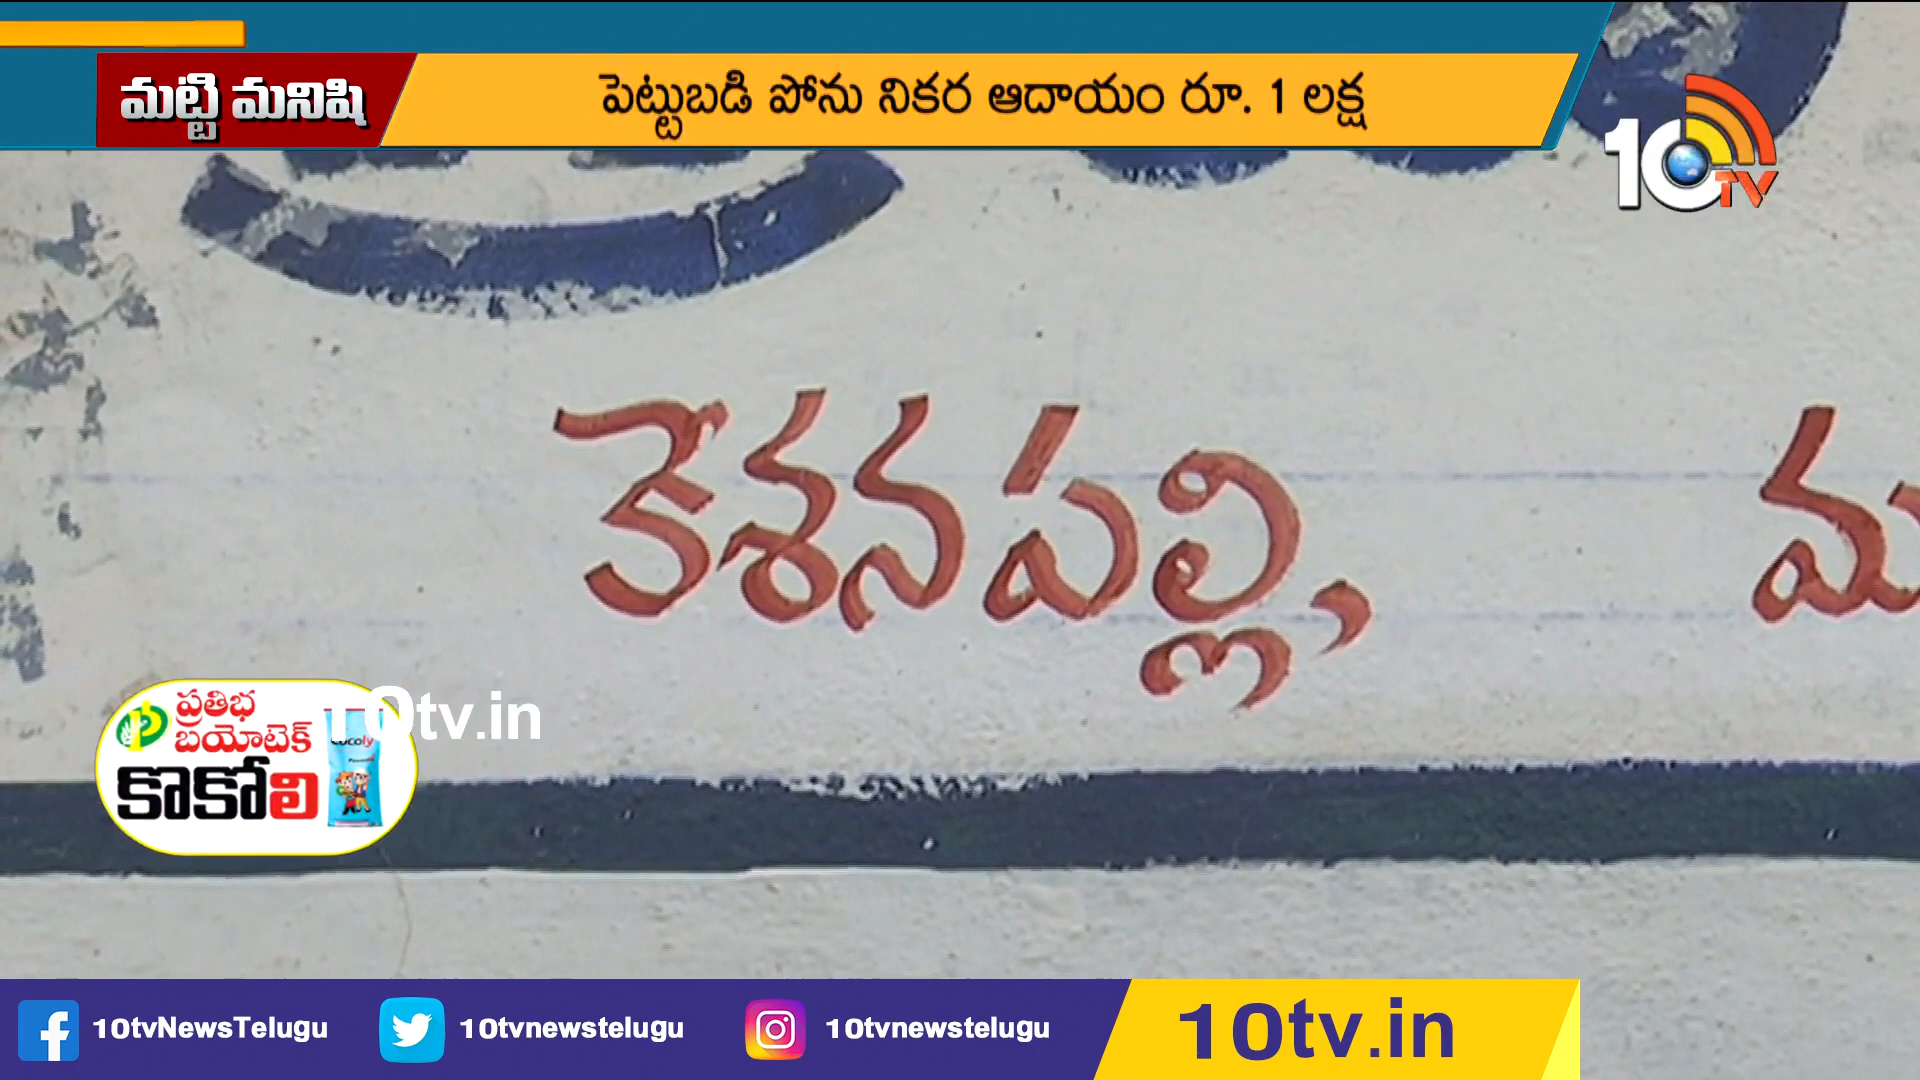 మట్టి మనిషి
పెట్టుబడి పోను నికర ఆదాయం రూ. 1 లక్ష
10TV
కేశనపల్లి,
ప్రతిభ
బయోటెక్
కొకోలి
10tv.in
10tvNewsTelugu
10tvnewstelugu
10tvnewstelugu
10tv.in